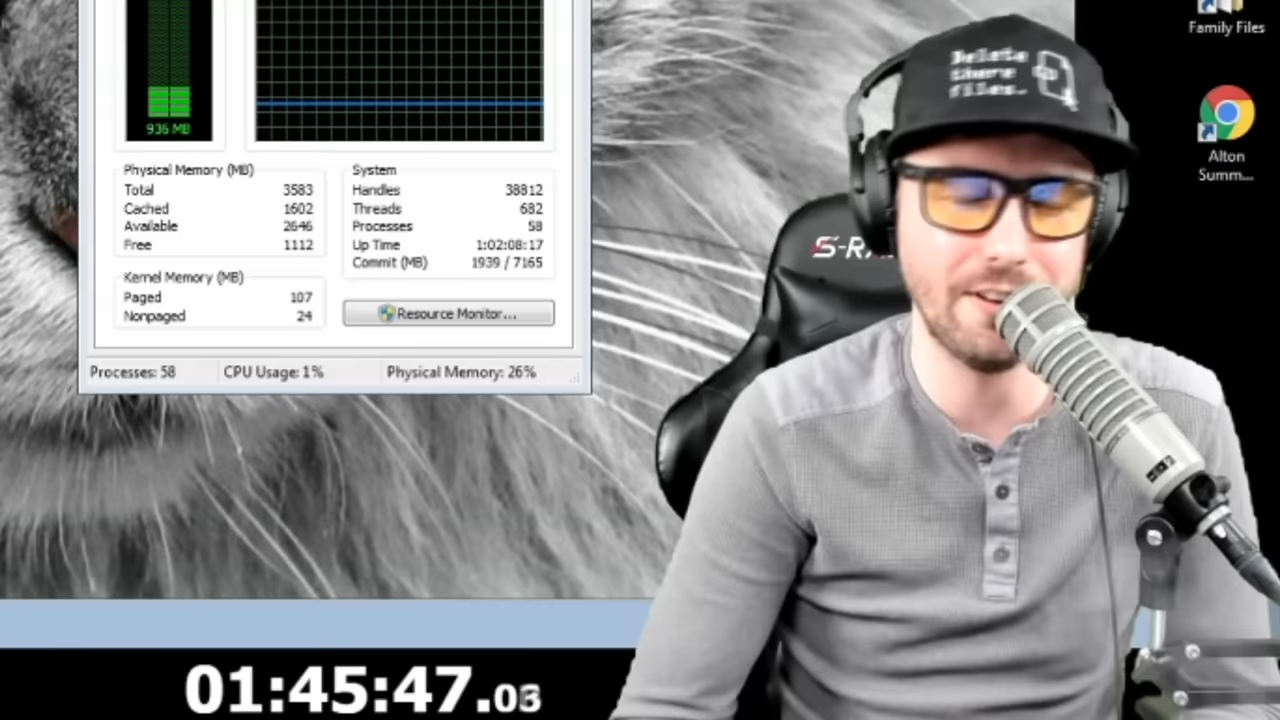 936 MB
Physical Memory (MB)
Total 3583
Cached 1602
Available 2646
Free 1112
Kernel Memory (MB)
Paged 107
Nonpaged 24
System
Handles 38812
Threads 682
Processes 58
Up Time 1:02:08:17
Commit (MB) 1939 / 7165
Resource Monitor...
Processes: 58 CPU Usage: 1% Physical Memory: 26%
Family Files
Alton
Summ...
Delete
these
files.
S-RA
01:45:47.